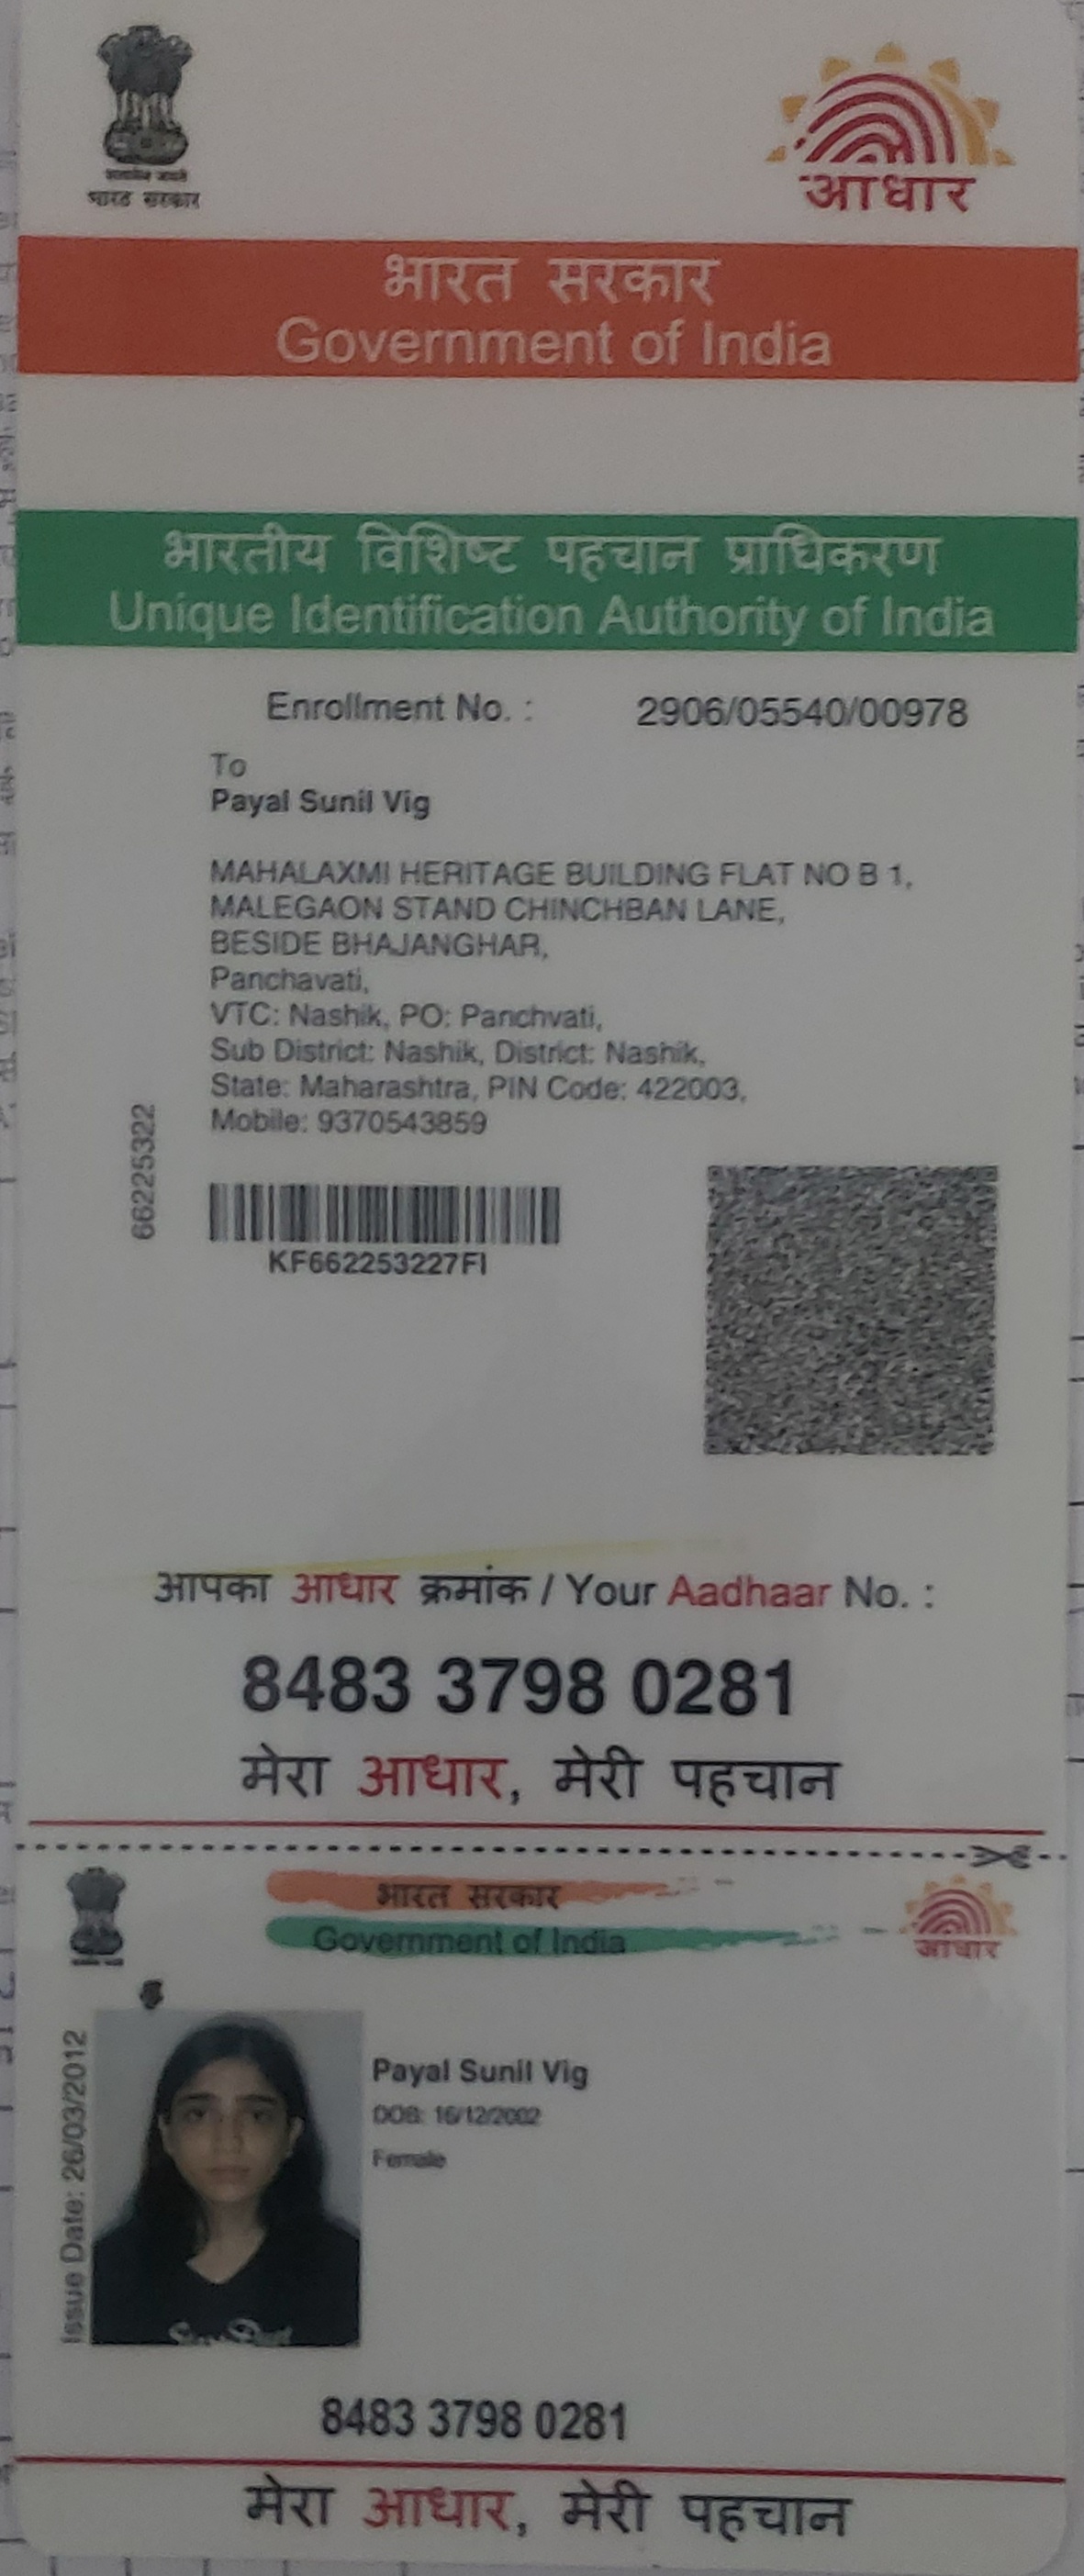 भारत सरकार
आधार
भारत सरकार
Government of India
भारतीय विशिष्ट पहचान प्राधिकरण
Unique Identification Authority of India
Enrollment No. : 2906/05540/00978
To
Payal Sunil Vig
MAHALAXMI HERITAGE BUILDING FLAT NO B 1,
MALEGAON STAND CHINCHBAN LANE,
BESIDE BHAJANGHAR,
Panchavati,
VTC: Nashik, PO: Panchvati,
Sub District: Nashik, District: Nashik,
State: Maharashtra, PIN Code: 422003,
Mobile: 9370543859
66225322
KF662253227FI
आपका आधार क्रमांक / Your Aadhaar No. :
8483 3798 0281
मेरा आधार, मेरी पहचान
भारत सरकार
Government of India
आधार
Issue Date: 26/03/2012
Payal Sunil Vig
DOB: 16/12/2002
Female
8483 3798 0281
मेरा आधार, मेरी पहचान